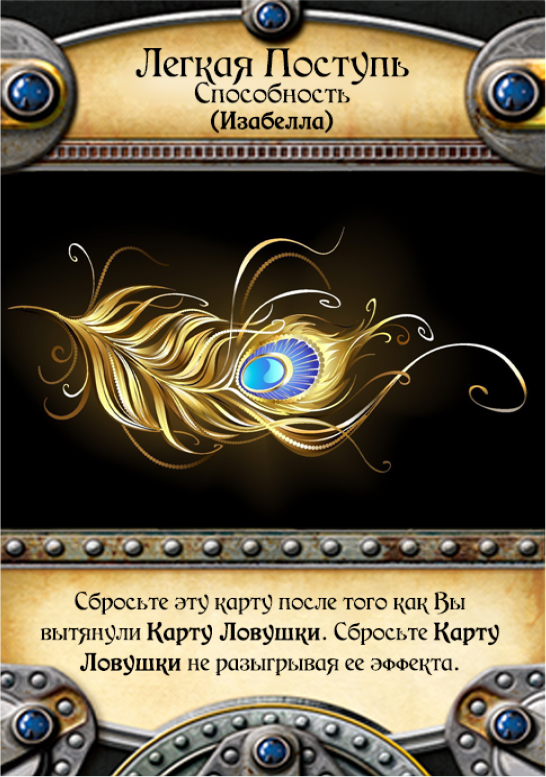 Легкая Поступь
Способность
(Изабелла)
Сбросьте эту карту после того как Вы
вытянули Карту Ловушки. Сбросьте Карту
Ловушки не разыгрывая ее эффекта.